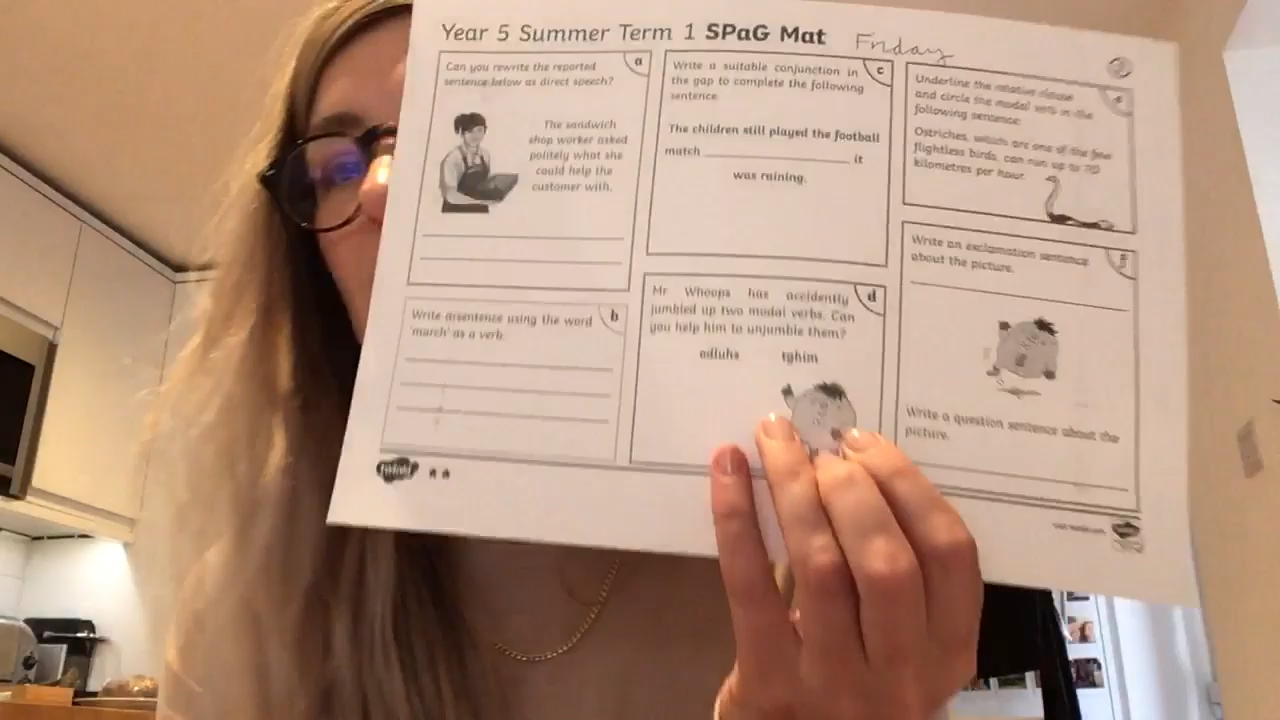 Year 5 Summer Term 1 SPaG Mat
Friday
a
Can you rewrite the reported
sentence below as direct speech?
The sandwich
shop worker asked
politely what she
could help the
customer with.
b
Write a sentence using the word
'march' as a verb.
c
Write a suitable conjunction in
the gap to complete the following
sentence.
The children still played the football
match ____________________ it
was raining.
d
Mr Whoops has accidently
jumbled up two modal verbs. Can
you help him to unjumble them?
odluhs tghim
e
Underline the relative clause
and circle the modal verb in the
following sentence:
Ostriches, which are one of the few
flightless birds, can run up to 70
kilometres per hour.
Write an exclamation sentence
about the picture.
Write a question sentence about the
picture.